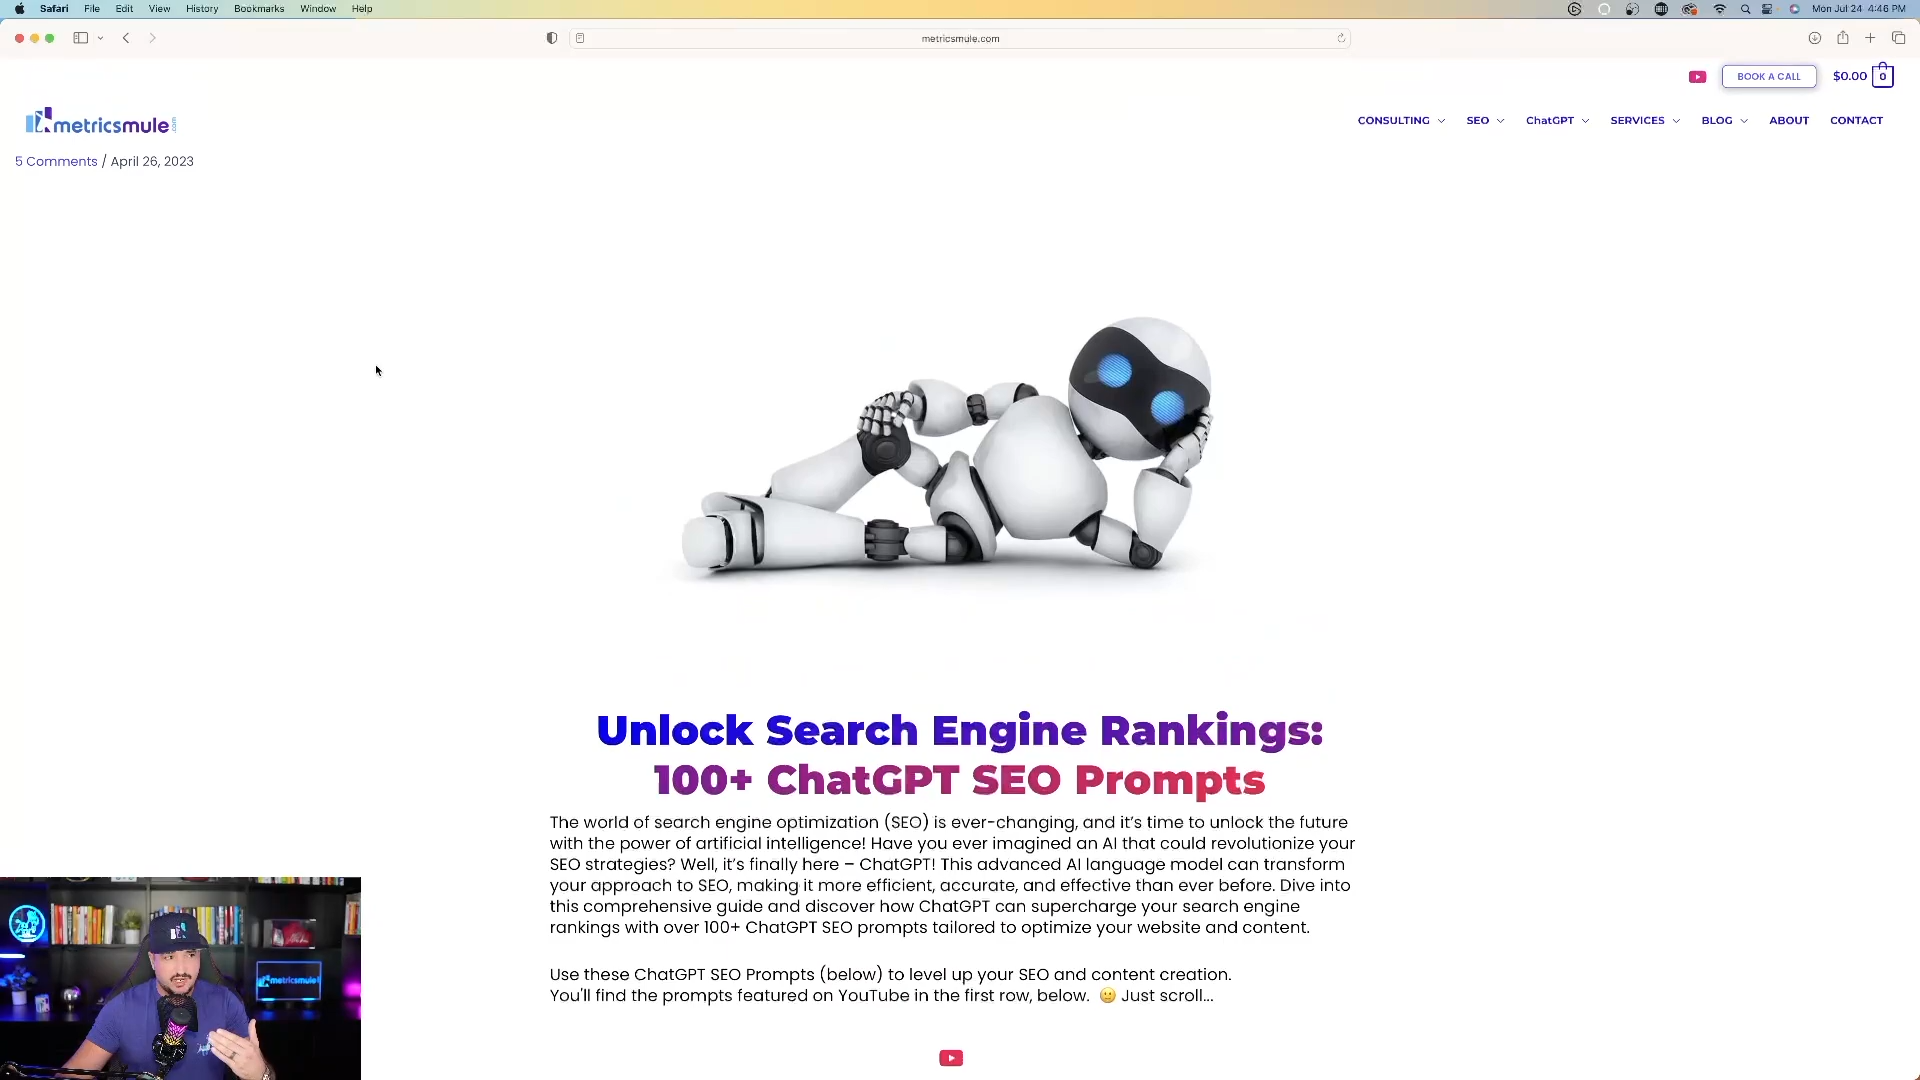 Safari File Edit View History Bookmarks Window Help Mon Jul 24 4:46 PM
metricsmule.com
BOOK A CALL $0.00 0
metricsmule.com CONSULTING SEO ChatGPT SERVICES BLOG ABOUT CONTACT
5 Comments / April 26, 2023
Unlock Search Engine Rankings:
100+ ChatGPT SEO Prompts
The world of search engine optimization (SEO) is ever-changing, and it's time to unlock the future
with the power of artificial intelligence! Have you ever imagined an AI that could revolutionize your
SEO strategies? Well, it's finally here – ChatGPT! This advanced AI language model can transform
your approach to SEO, making it more efficient, accurate, and effective than ever before. Dive into
this comprehensive guide and discover how ChatGPT can supercharge your search engine
rankings with over 100+ ChatGPT SEO prompts tailored to optimize your website and content.
Use these ChatGPT SEO Prompts (below) to level up your SEO and content creation.
You'll find the prompts featured on YouTube in the first row, below. 🙂 Just scroll...
metricsmule